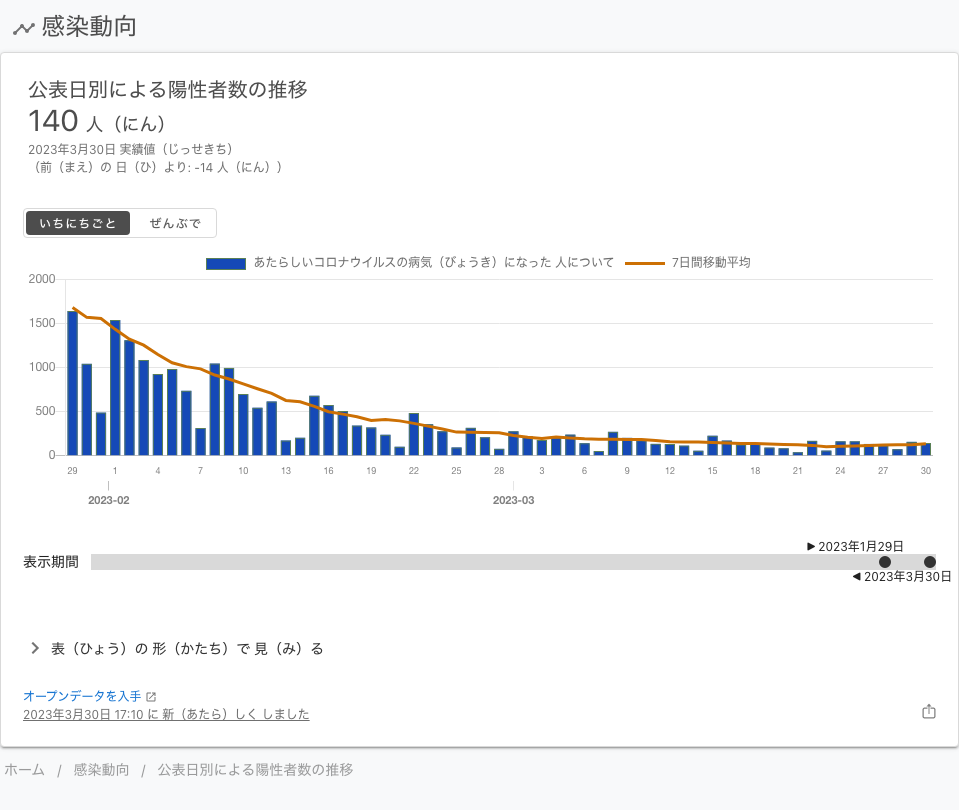 感染動向
公表日別による陽性者数の推移
140 人（にん）
2023年3月30日 実績値（じっせきち）
（前（まえ）の 日（ひ）より: -14 人（にん））
いちにちごと ぜんぶで
あたらしいコロナウイルスの病気（びょうき）になった 人について 7日間移動平均
2000
1500
1000
500
0
29 1 4 7 10 13 16 19 22 25 28 3 6 9 12 15 18 21 24 27 30
2023-02 2023-03
▶ 2023年1月29日
表示期間
◀ 2023年3月30日
表（ひょう）の 形（かたち）で 見（み）る
オープンデータを入手
2023年3月30日 17:10 に 新（あたら）しく しました
ホーム / 感染動向 / 公表日別による陽性者数の推移